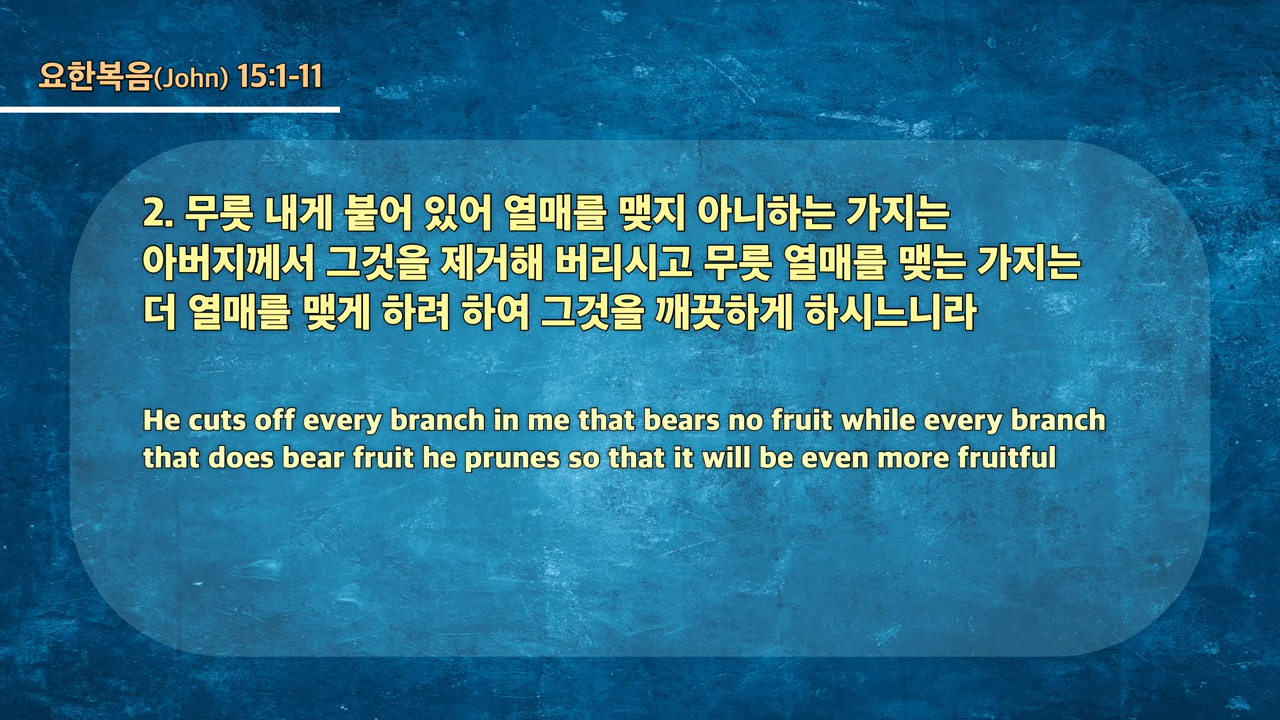 요한복음(John) 15:1-11
2. 무릇 내게 붙어 있어 열매를 맺지 아니하는 가지는
아버지께서 그것을 제거해 버리시고 무릇 열매를 맺는 가지는
더 열매를 맺게 하려 하여 그것을 깨끗하게 하시느니라
He cuts off every branch in me that bears no fruit while every branch
that does bear fruit he prunes so that it will be even more fruitful